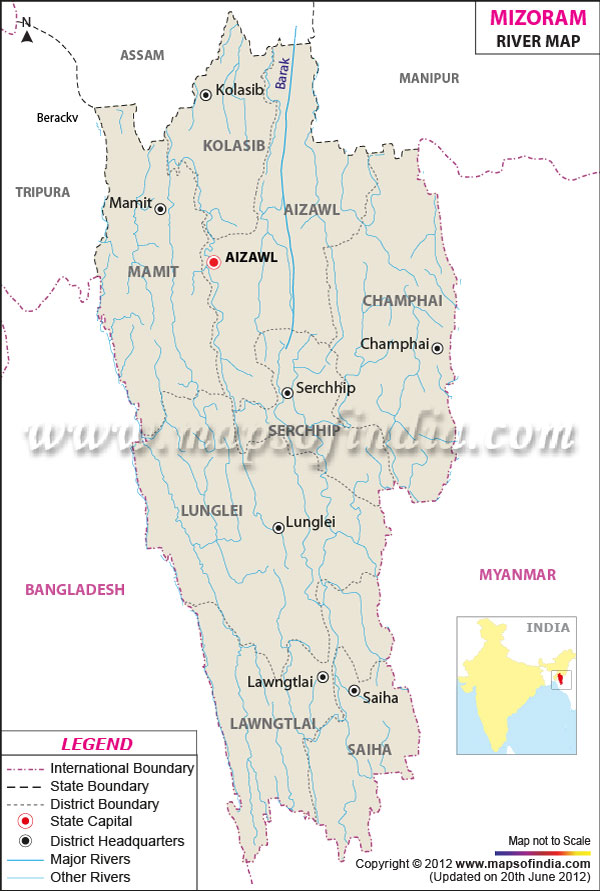 MIZORAM
RIVER MAP
N
ASSAM
MANIPUR
Barak
Kolasib
Berackv
KOLASIB
TRIPURA
Mamit
AIZAWL
AIZAWL
MAMIT
CHAMPHAI
Champhai
Serchhip
www.mapsofindia.com
SERCHHIP
LUNGLEI
Lunglei
BANGLADESH
MYANMAR
INDIA
Lawngtlai
Saiha
LAWNGTLAI
SAIHA
LEGEND
International Boundary
State Boundary
District Boundary
State Capital
District Headquarters
Major Rivers
Other Rivers
Map not to Scale
Copyright © 2012 www.mapsofindia.com
(Updated on 20th June 2012)